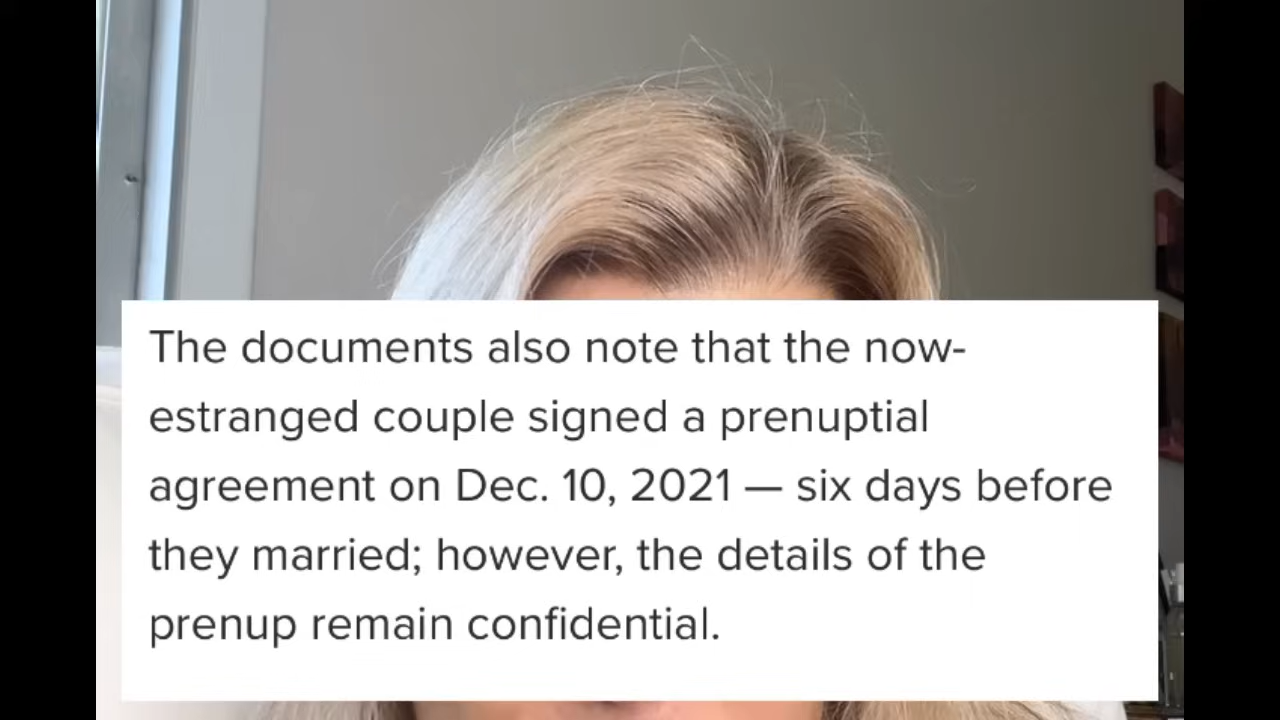 The documents also note that the now-
estranged couple signed a prenuptial
agreement on Dec. 10, 2021 — six days before
they married; however, the details of the
prenup remain confidential.